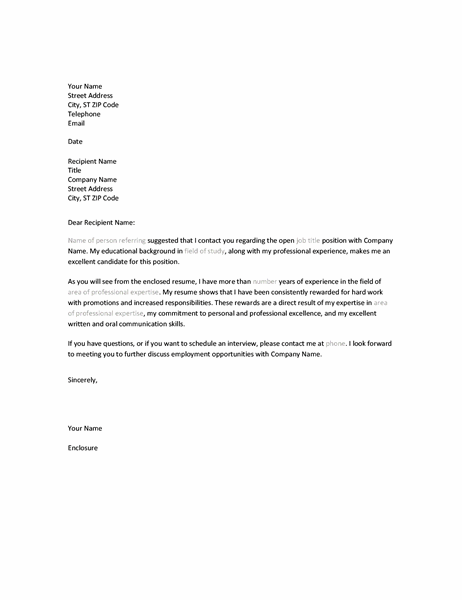 Your Name
Street Address
City, ST ZIP Code
Telephone
Email
Date
Recipient Name
Title
Company Name
Street Address
City, ST ZIP Code
Dear Recipient Name:
Name of person referring suggested that I contact you regarding the open job title position with Company
Name. My educational background in field of study, along with my professional experience, makes me an
excellent candidate for this position.
As you will see from the enclosed resume, I have more than number years of experience in the field of
area of professional expertise. My resume shows that I have been consistently rewarded for hard work
with promotions and increased responsibilities. These rewards are a direct result of my expertise in area
of professional expertise, my commitment to personal and professional excellence, and my excellent
written and oral communication skills.
If you have questions, or if you want to schedule an interview, please contact me at phone. I look forward
to meeting you to further discuss employment opportunities with Company Name.
Sincerely,
Your Name
Enclosure